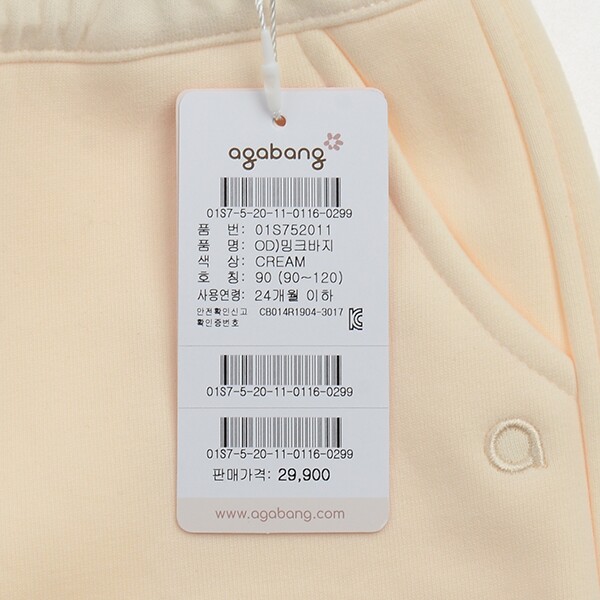 agabang
01S7-5-20-11-0116-0299
품 번: 01S752011
품 명: OD)밍크바지
색 상: CREAM
호 칭: 90 (90~120)
사용연령: 24개월 이하
안전확인신고 CB014R1904-3017
확인증번호
01S7-5-20-11-0116-0299
01S7-5-20-11-0116-0299
판매가격: 29,900
www.agabang.com
a